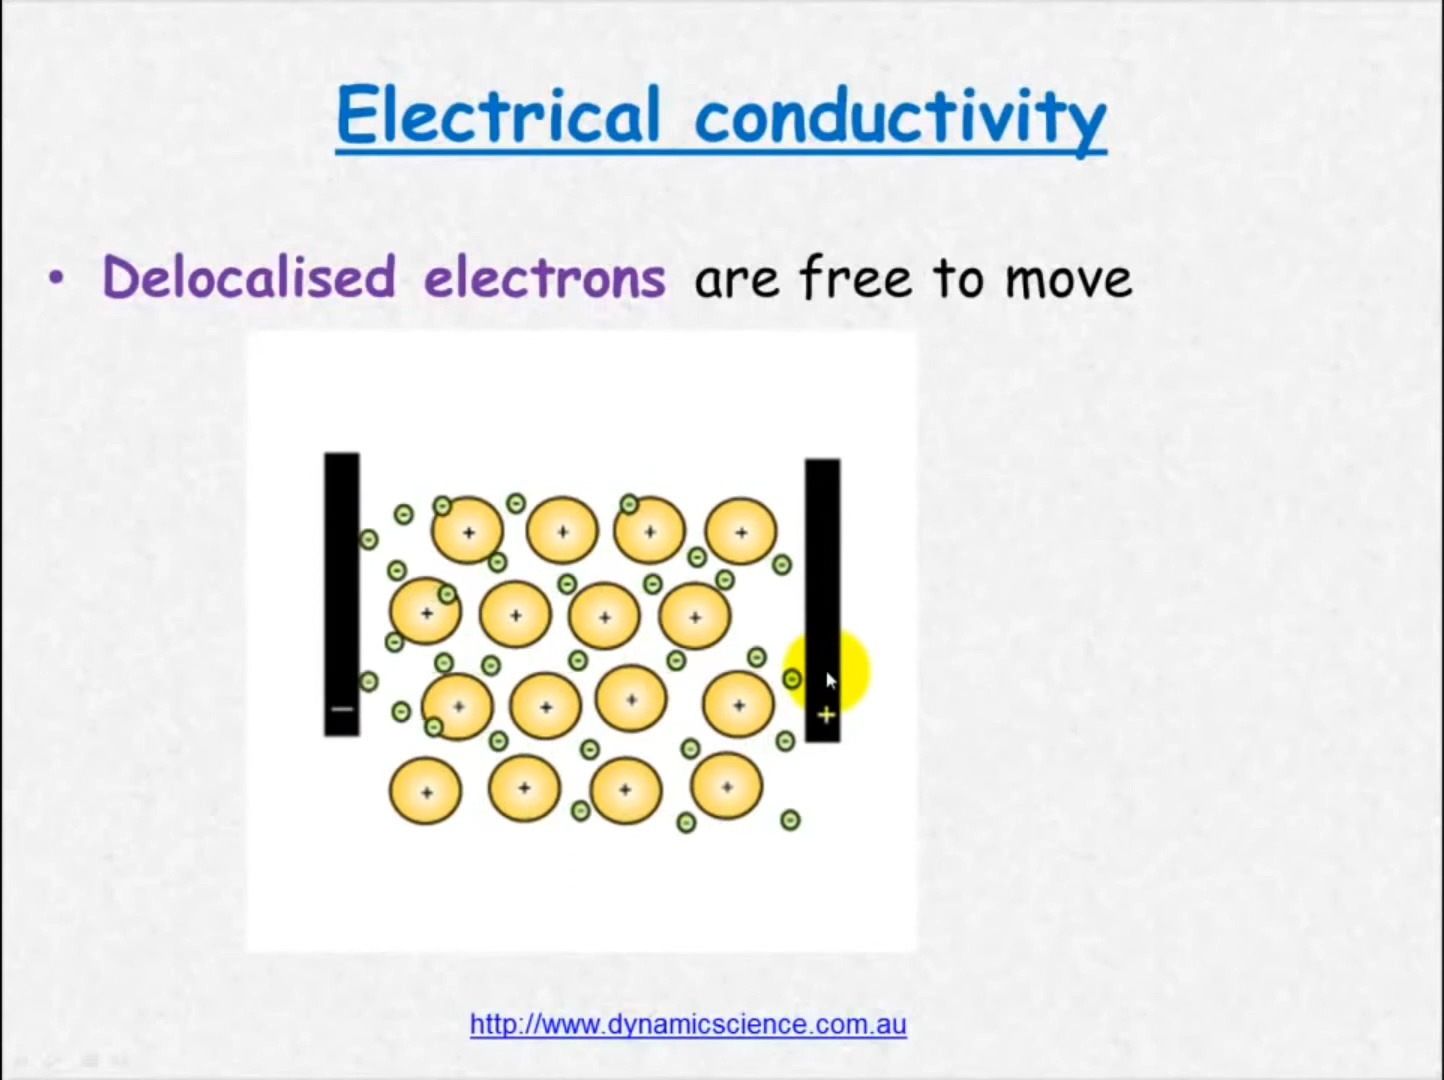 Electrical conductivity
• Delocalised electrons are free to move
http://www.dynamicscience.com.au